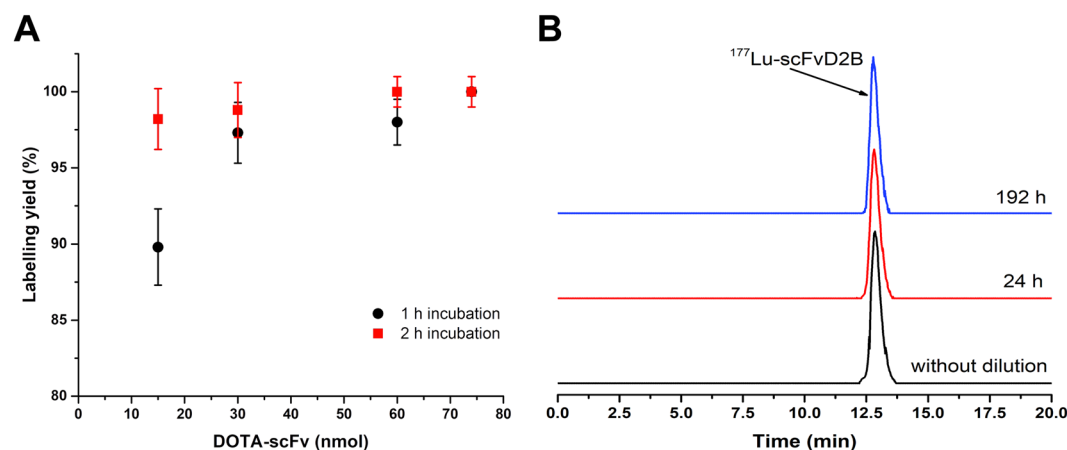 A
Labelling yield (%)
100
95
90
85
80
1 h incubation
2 h incubation
0 10 20 30 40 50 60 70 80
DOTA-scFv (nmol)
B
¹⁷⁷Lu-scFvD2B
192 h
24 h
without dilution
0.0 2.5 5.0 7.5 10.0 12.5 15.0 17.5 20.0
Time (min)